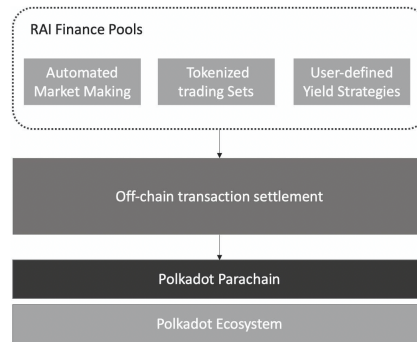 RAI Finance Pools
Automated
Market Making
Tokenized
trading Sets
User-defined
Yield Strategies
Off-chain transaction settlement
Polkadot Parachain
Polkadot Ecosystem